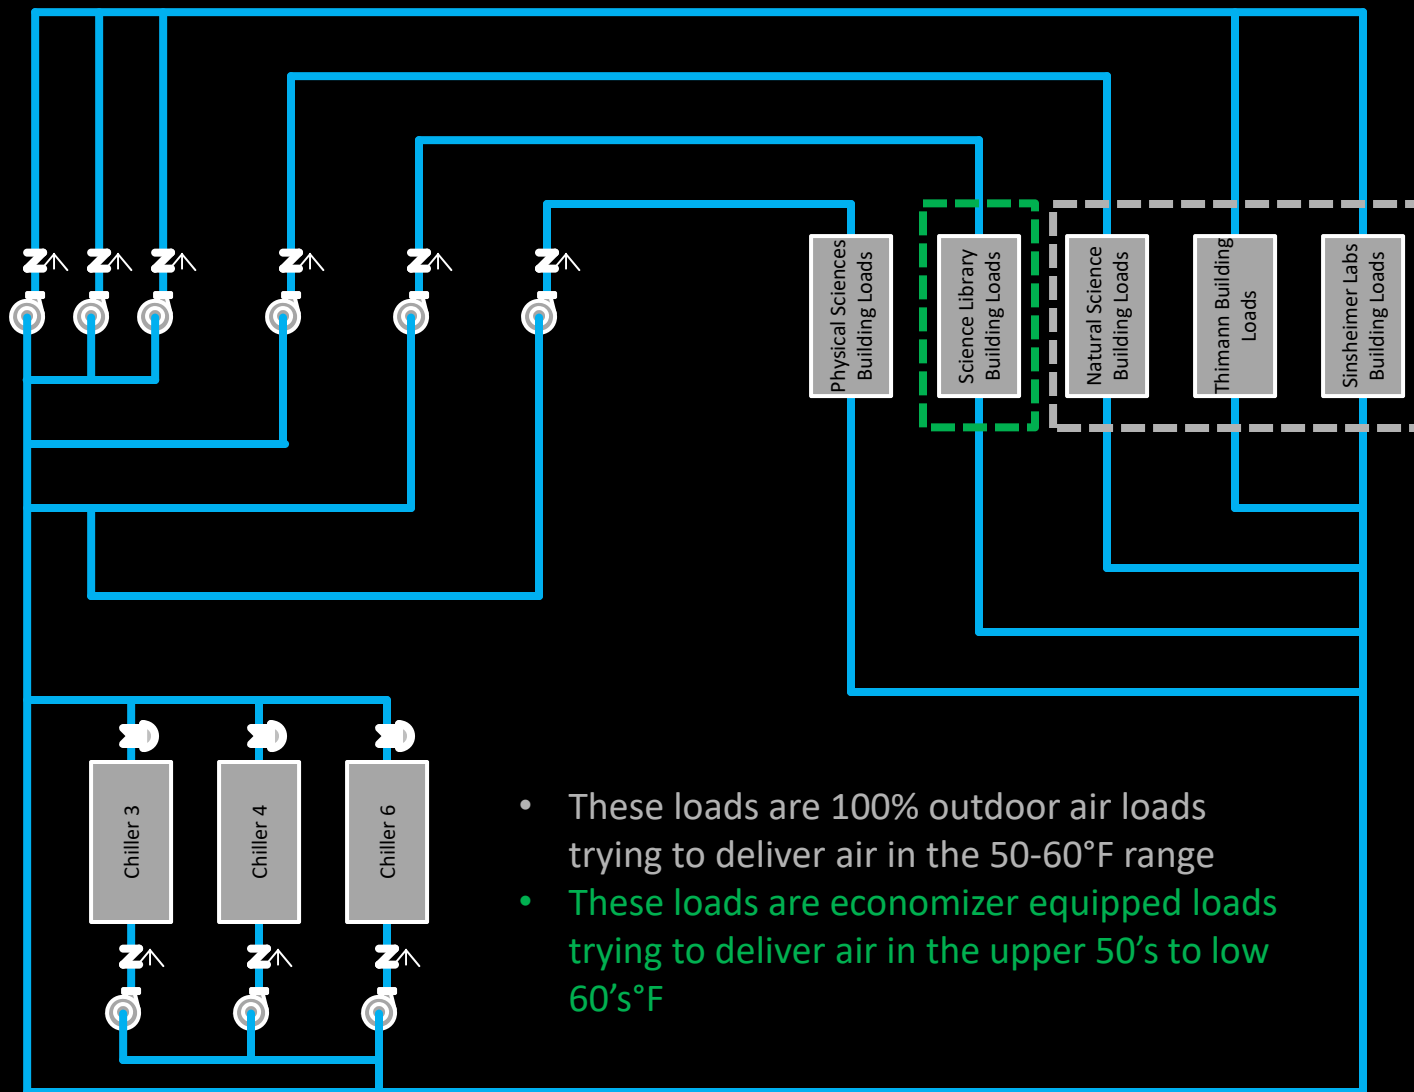 Physical Sciences
Building Loads
Science Library
Building Loads
Natural Science
Building Loads
Thimann Building
Loads
Sinsheimer Labs
Building Loads
Chiller 3
Chiller 4
Chiller 6
• These loads are 100% outdoor air loads
trying to deliver air in the 50-60°F range
• These loads are economizer equipped loads
trying to deliver air in the upper 50’s to low
60’s°F